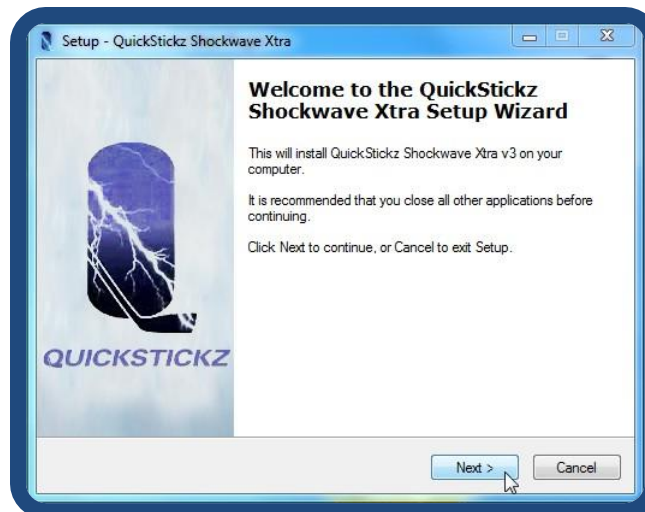 Setup - QuickStickz Shockwave Xtra
Welcome to the QuickStickz
Shockwave Xtra Setup Wizard
This will install QuickStickz Shockwave Xtra v3 on your
computer.
It is recommended that you close all other applications before
continuing.
Click Next to continue, or Cancel to exit Setup.
QUICKSTICKZ
Next >
Cancel